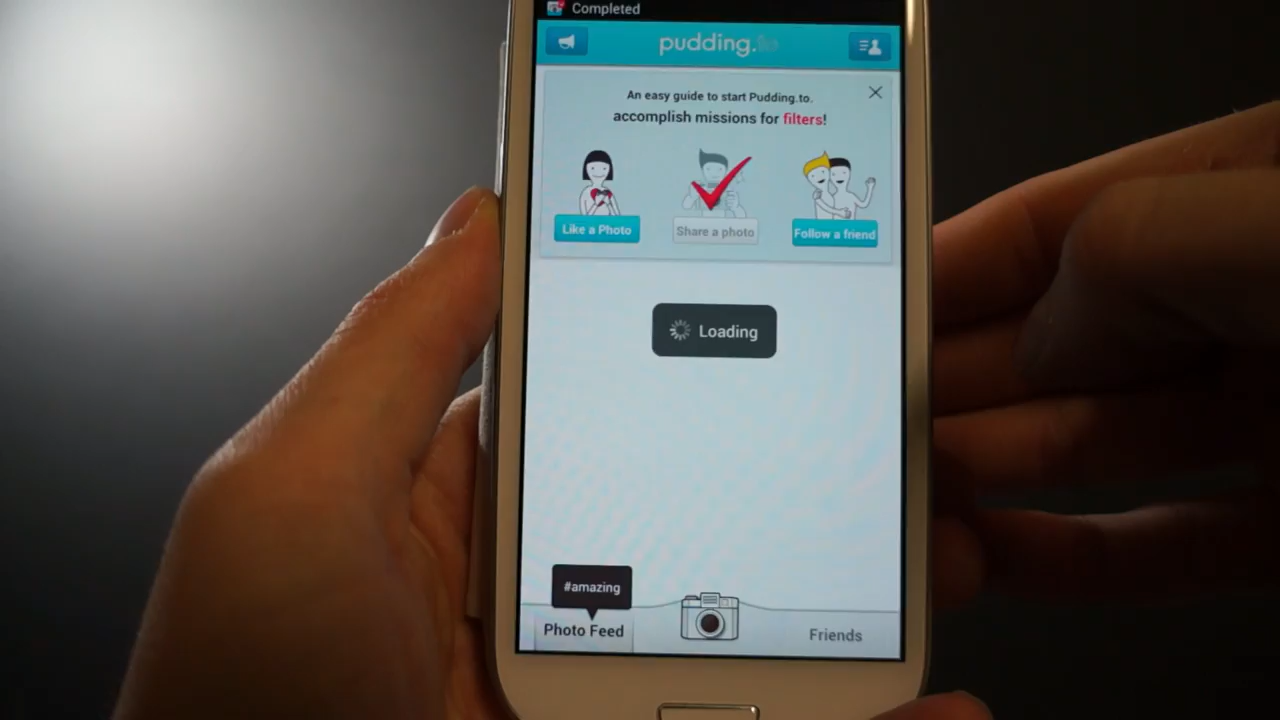 Completed
pudding.to
An easy guide to start Pudding.to.
accomplish missions for filters!
Like a Photo
Share a photo
Follow a friend
Loading
#amazing
Photo Feed
Friends